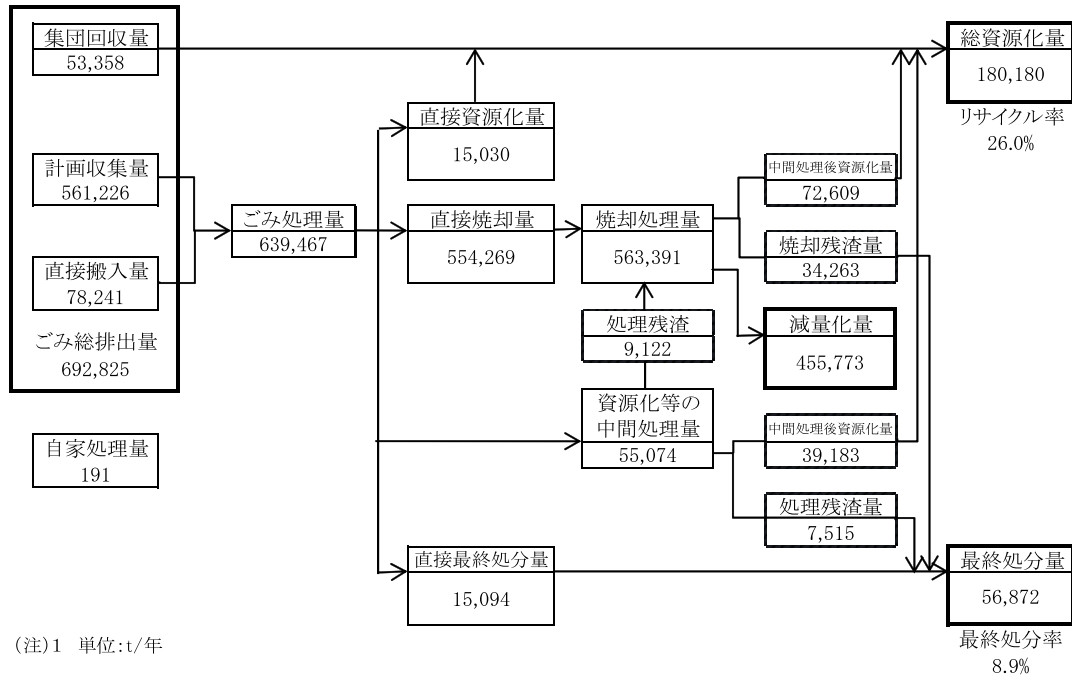 集団回収量
53,358
計画収集量
561,226
直接搬入量
78,241
ごみ総排出量
692,825
自家処理量
191
ごみ処理量
639,467
直接資源化量
15,030
直接焼却量
554,269
焼却処理量
563,391
処理残渣
9,122
資源化等の
中間処理量
55,074
直接最終処分量
15,094
中間処理後資源化量
72,609
焼却残渣量
34,263
減量化量
455,773
中間処理後資源化量
39,183
処理残渣量
7,515
総資源化量
180,180
リサイクル率
26.0%
最終処分量
56,872
最終処分率
8.9%
(注)1 単位:t/年